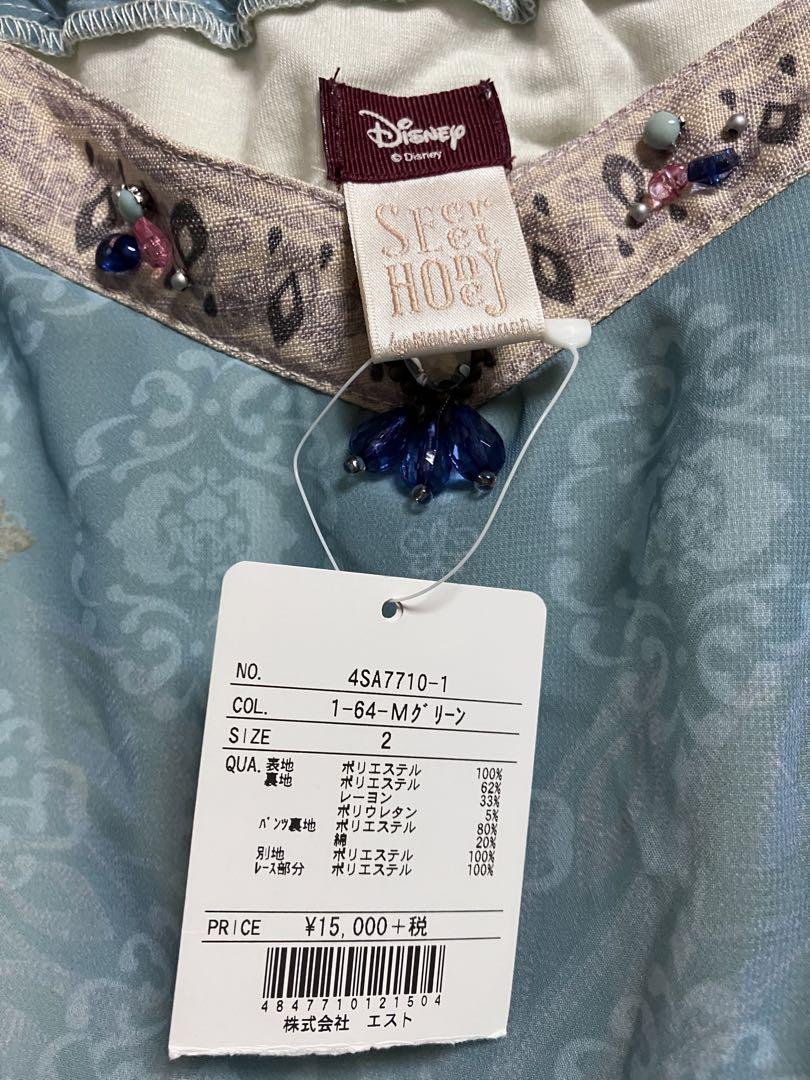 Disney
© Disney
SECRET
HONEY
NO. 4SA7710-1
COL. 1-64-Mグリーン
SIZE 2
QUA. 表地 ポリエステル 100%
裏地 ポリエステル 62%
レーヨン 33%
ポリウレタン 5%
パンツ裏地 ポリエステル 80%
綿 20%
別地 ポリエステル 100%
レース部分 ポリエステル 100%
PRICE ¥15,000+税
4847710121504
株式会社 エスト